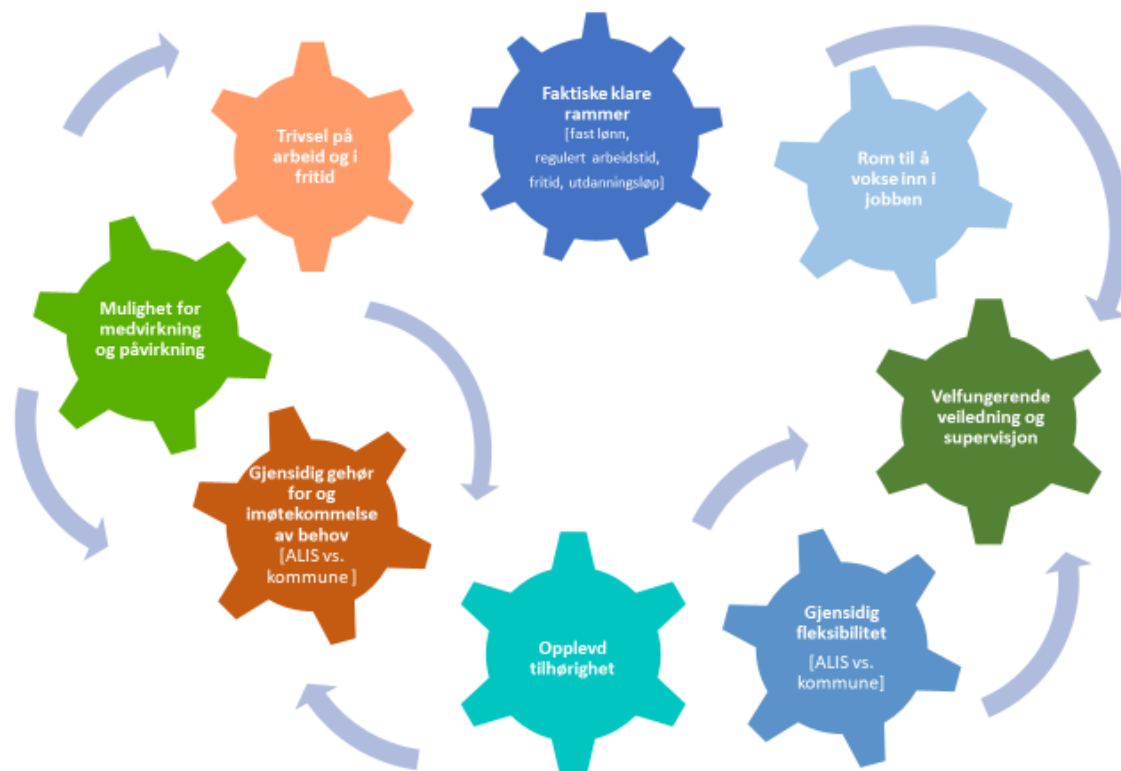 Trivsel på
arbeid og i
fritid
Faktiske klare
rammer
[fast lønn,
regulert arbeidstid,
fritid, utdanningsløp]
Rom til å
vokse inn i
jobben
Mulighet for
medvirkning
og påvirkning
Velfungerende
veiledning og
supervisjon
Gjensidig gehør
for og
imøtekommelse
av behov
[ALIS vs.
kommune ]
Opplevd
tilhørighet
Gjensidig
fleksibilitet
[ALIS vs.
kommune]